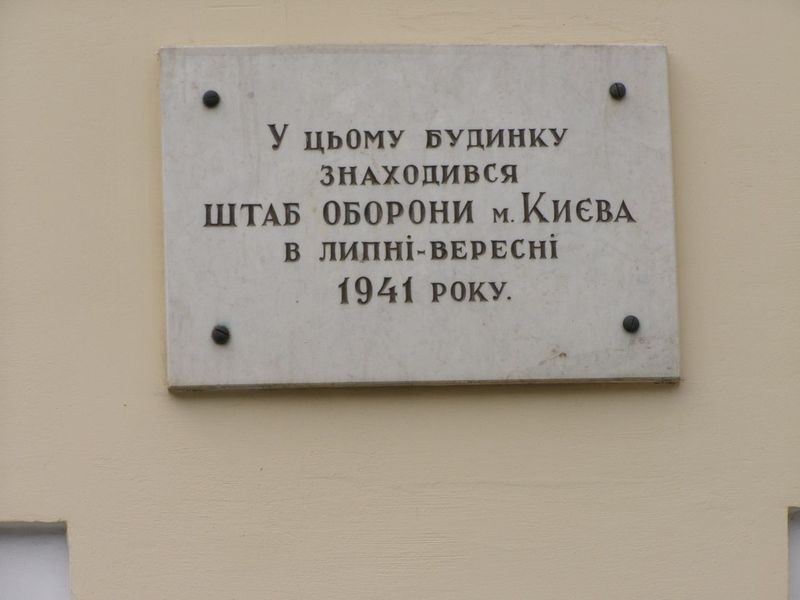 У цьому будинку
знаходився
штаб оборони м. Києва
в липні-вересні
1941 року.